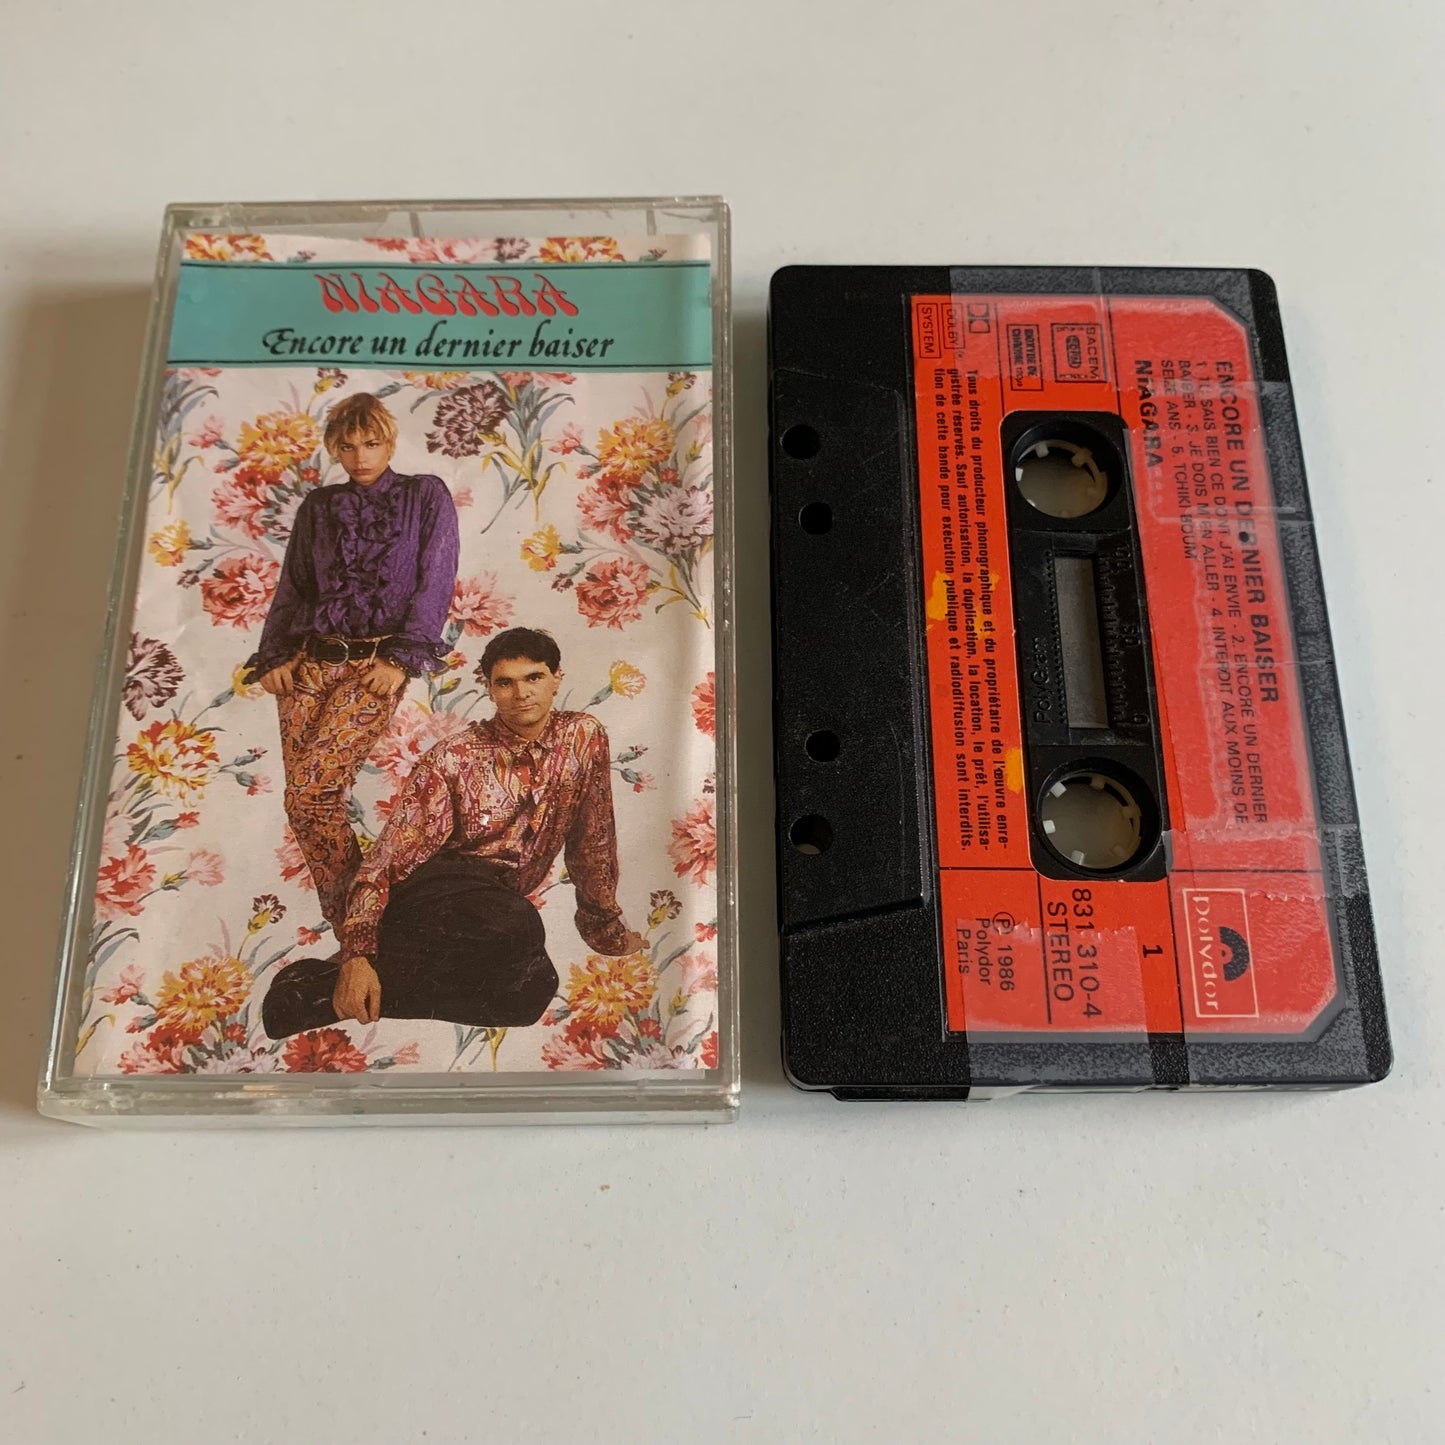 NIAGARA
Encore un dernier baiser
ENCORE UN DERNIER BAISER
1. TU SAIS BIEN CE DONT J'AI ENVIE - 2. ENCORE UN DERNIER
BAISER - 3. JE DOIS M'EN ALLER - 4. INTERDIT AUX MOINS DE
SEIZE ANS - 5. TCHIKI BOUM
NiAGARA
SACEM
DOLBY
SYSTEM
PolyGram
100 50 0
polydor
1
831 310-4
STEREO
Ⓟ 1986
Polydor
Paris
Tous droits du producteur phonographique et du propriétaire de l'œuvre enre-
gistrée réservés. Sauf autorisation, la duplication, la location, le prêt, l'utilisa-
tion de cette bande pour exécution publique et radiodiffusion sont interdits.